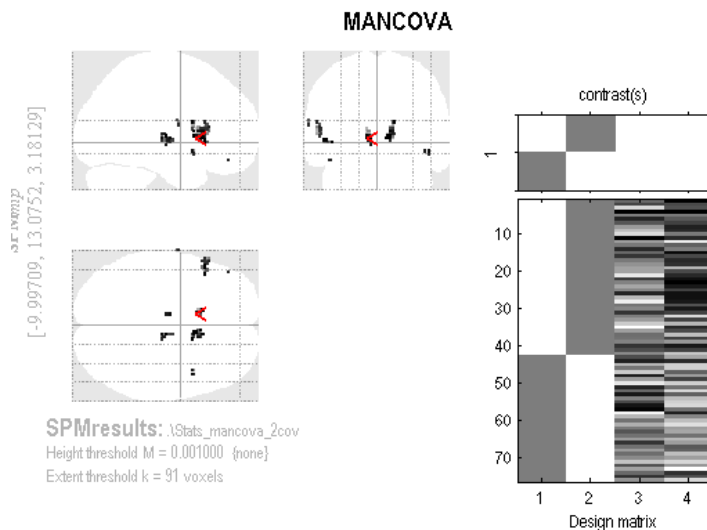 MANCOVA
[-9.99709, 13.0752, 3.18129]
SPMresults: .\Stats_mancova_2cov
Height threshold M = 0.001000 {none}
Extent threshold k = 91 voxels
contrast(s)
1
10
20
30
40
50
60
70
1 2 3 4
Design matrix